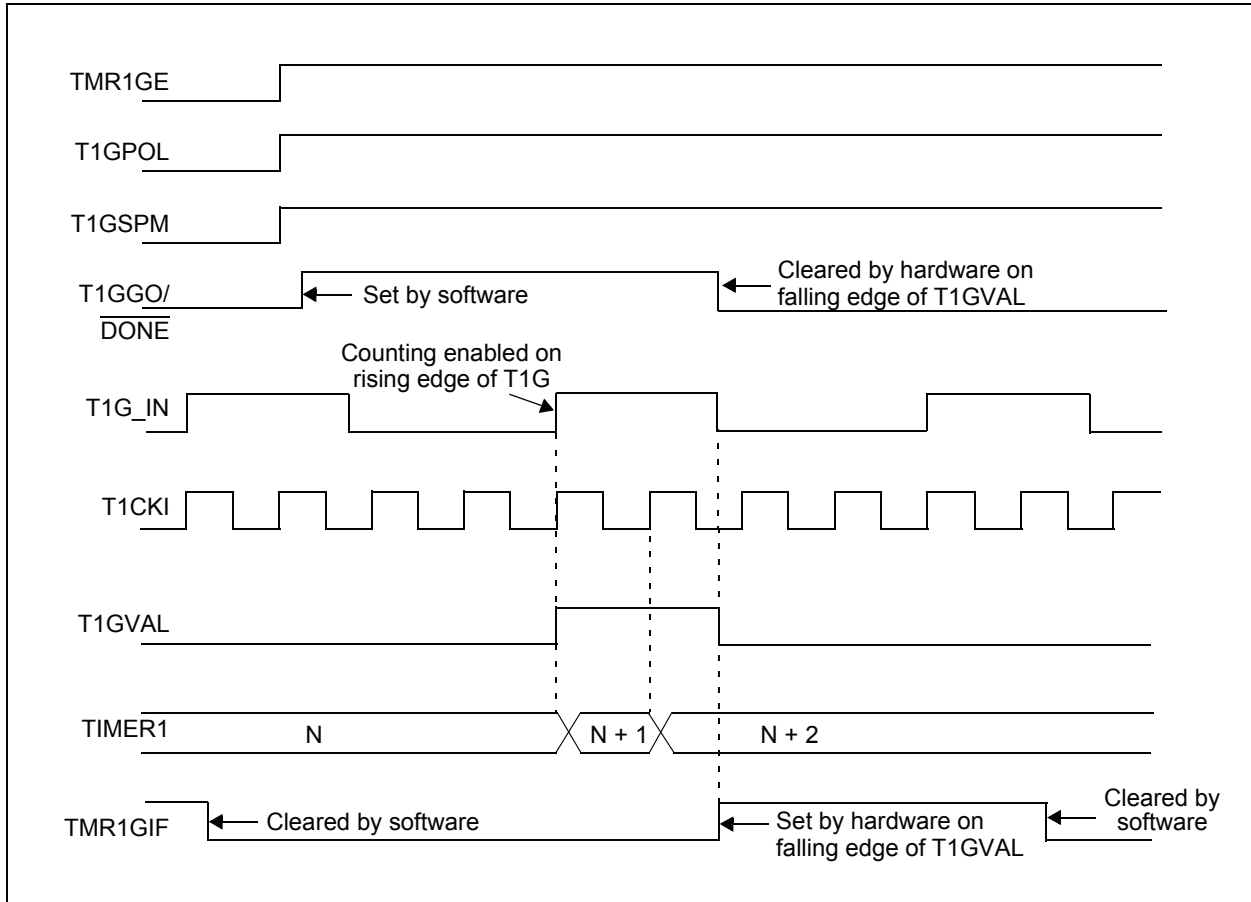 TMR1GE
T1GPOL
T1GSPM
T1GGO/
DONE
Set by software
Cleared by hardware on
falling edge of T1GVAL
Counting enabled on
rising edge of T1G
T1G_IN
T1CKI
T1GVAL
TIMER1
N
N + 1
N + 2
TMR1GIF
Cleared by software
Set by hardware on
falling edge of T1GVAL
Cleared by
software